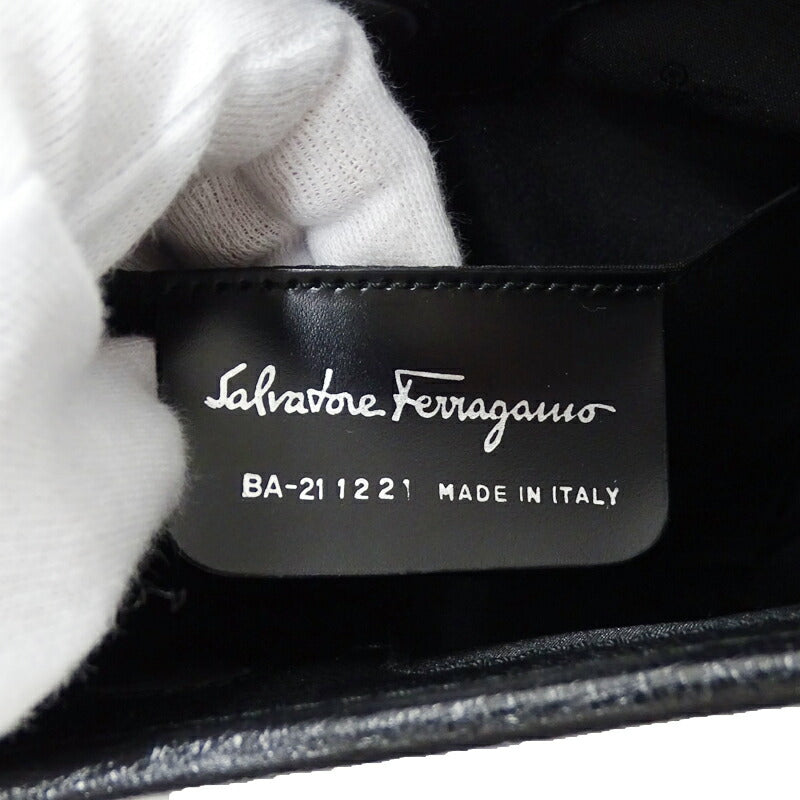 Salvatore Ferragamo
BA-21 1221 MADE IN ITALY